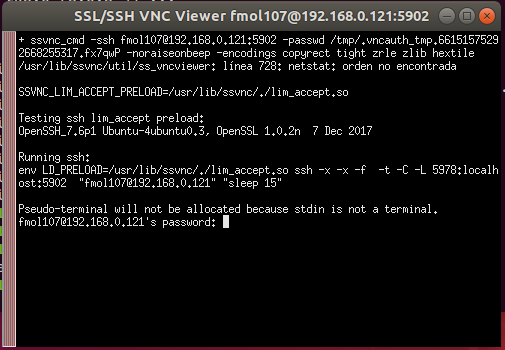 SSL/SSH VNC Viewer fmol107@192.168.0.121:5902
+ ssvnc_cmd -ssh fmol107@192.168.0.121:5902 -passwd /tmp/.vncauth_tmp.6615157529
2668255317.fx7qwP -noraiseonbeep -encodings copyrect tight zrle zlib hextile
/usr/lib/ssvnc/util/ss_vncviewer: línea 728: netstat: orden no encontrada
SSVNC_LIM_ACCEPT_PRELOAD=/usr/lib/ssvnc/./lim_accept.so
Testing ssh lim_accept preload:
OpenSSH_7.6p1 Ubuntu-4ubuntu0.3, OpenSSL 1.0.2n  7 Dec 2017
Running ssh:
env LD_PRELOAD=/usr/lib/ssvnc/./lim_accept.so ssh -x -x -f  -t -C -L 5978:localh
ost:5902  "fmol107@192.168.0.121" "sleep 15"
Pseudo-terminal will not be allocated because stdin is not a terminal.
fmol107@192.168.0.121's password: